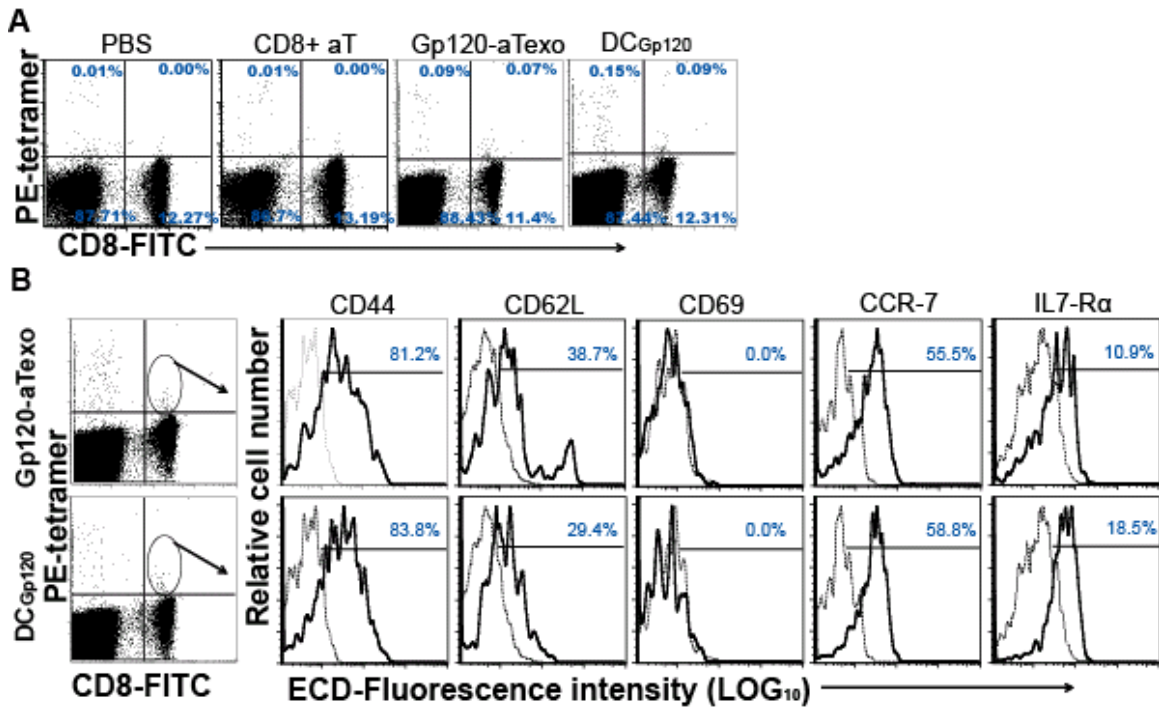 A
PBS CD8+ aT Gp120-aTexo DCGp120
0.01% 0.00% 0.01% 0.00% 0.09% 0.07% 0.15% 0.09%
PE-tetramer
87.71% 12.27% 13.19% 88.43% 11.4% 87.44% 12.31%
CD8-FITC
B
CD44 CD62L CD69 CCR-7 IL7-Rα
Gp120-aTexo
81.2% 38.7% 0.0% 55.5% 10.9%
DCGp120
PE-tetramer
Relative cell number
83.8% 29.4% 0.0% 58.8% 18.5%
CD8-FITC
ECD-Fluorescence intensity (LOG₁₀)